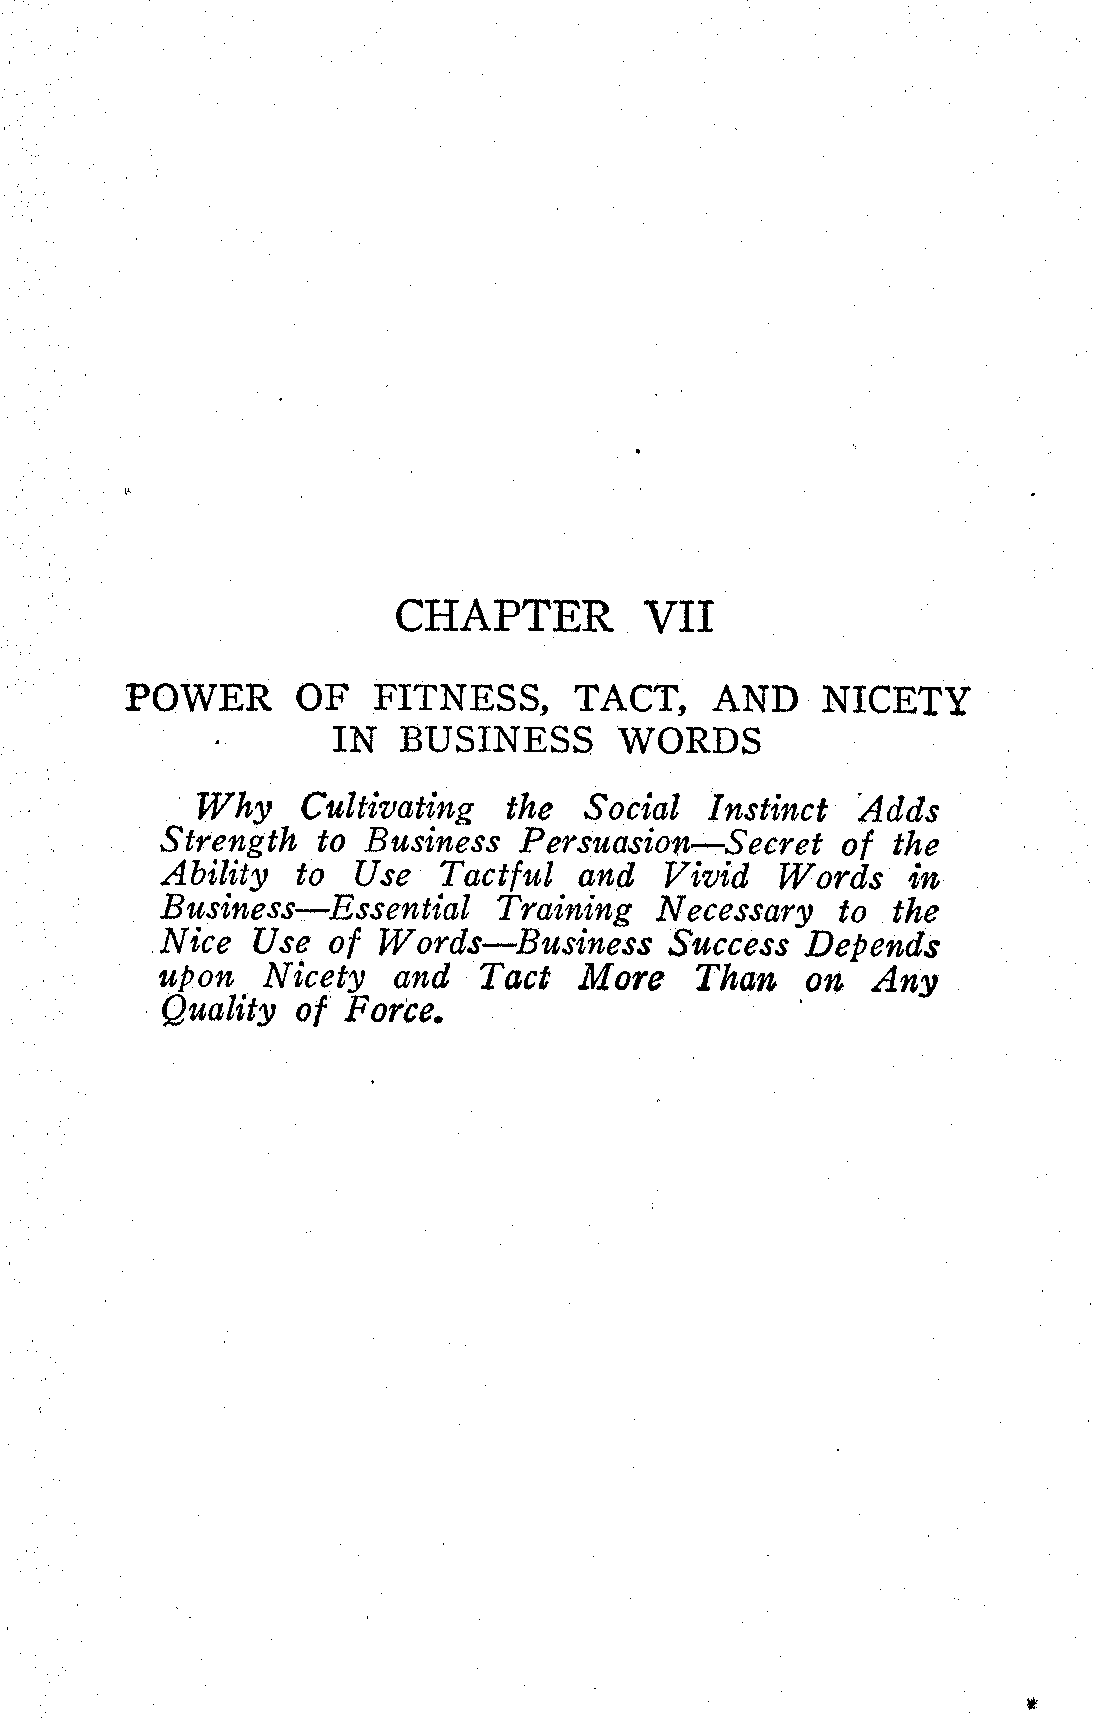 CHAPTER VII
POWER OF FITNESS, TACT, AND NICETY
IN BUSINESS WORDS
Why Cultivating the Social Instinct Adds
Strength to Business Persuasion—Secret of the
Ability to Use Tactful and Vivid Words in
Business—Essential Training Necessary to the
Nice Use of Words—Business Success Depends
upon Nicety and Tact More Than on Any
Quality of Force.